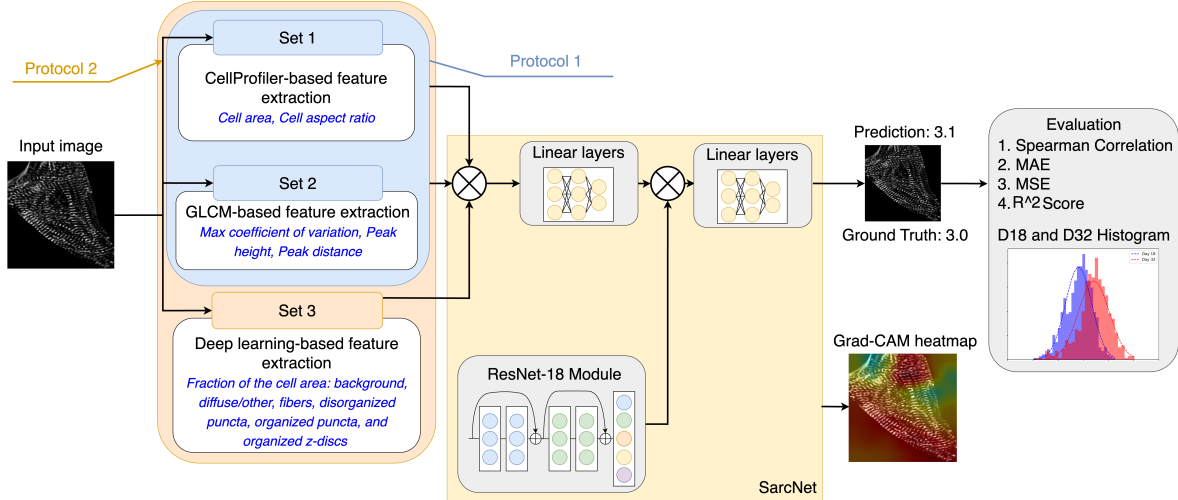 Protocol 2
Protocol 1
Input image
Set 1
CellProfiler-based feature
extraction
Cell area, Cell aspect ratio
Set 2
GLCM-based feature extraction
Max coefficient of variation, Peak
height, Peak distance
Set 3
Deep learning-based feature
extraction
Fraction of the cell area: background,
diffuse/other, fibers, disorganized
puncta, organized puncta, and
organized z-discs
Linear layers
Linear layers
ResNet-18 Module
SarcNet
Prediction: 3.1
Ground Truth: 3.0
Grad-CAM heatmap
Evaluation
1. Spearman Correlation
2. MAE
3. MSE
4. R^2 Score
D18 and D32 Histogram
Day 18
Day 32